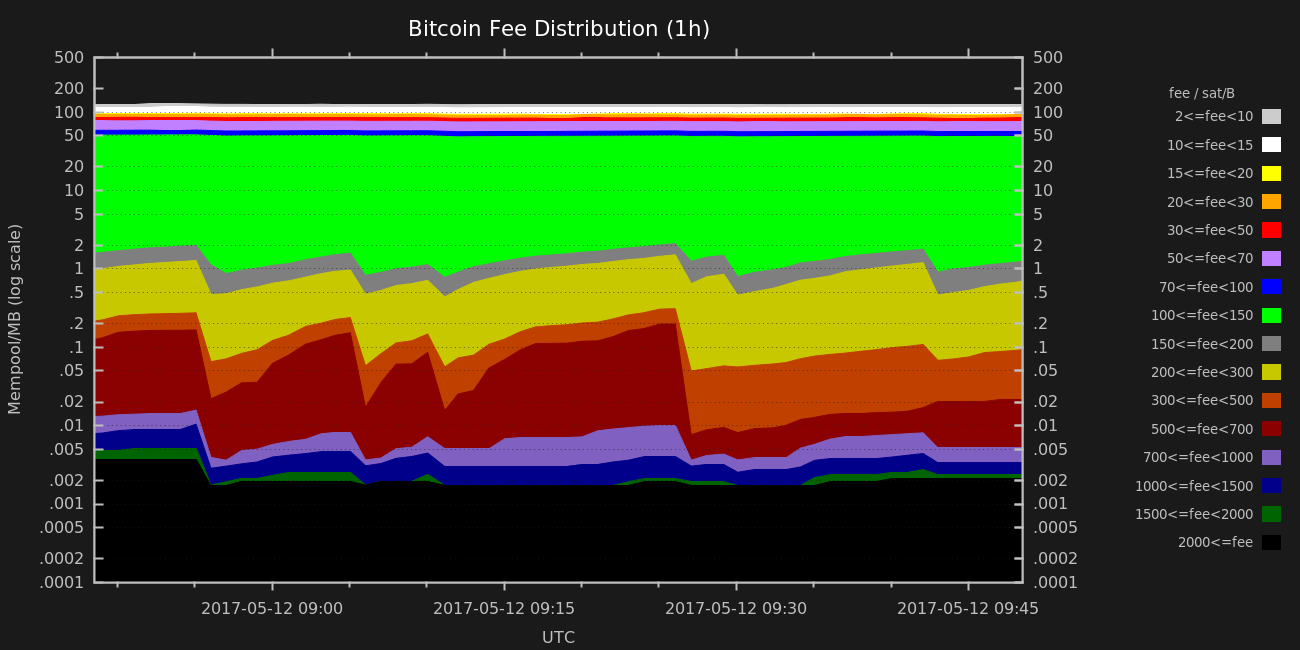 Bitcoin Fee Distribution (1h)
Mempool/MB (log scale)
500
200
100
50
20
10
5
2
1
.5
.2
.1
.05
.02
.01
.005
.002
.001
.0005
.0002
.0001
500
200
100
50
20
10
5
2
1
.5
.2
.1
.05
.02
.01
.005
.002
.001
.0005
.0002
.0001
fee / sat/B
2<=fee<10
10<=fee<15
15<=fee<20
20<=fee<30
30<=fee<50
50<=fee<70
70<=fee<100
100<=fee<150
150<=fee<200
200<=fee<300
300<=fee<500
500<=fee<700
700<=fee<1000
1000<=fee<1500
1500<=fee<2000
2000<=fee
2017-05-12 09:00 2017-05-12 09:15 2017-05-12 09:30 2017-05-12 09:45
UTC